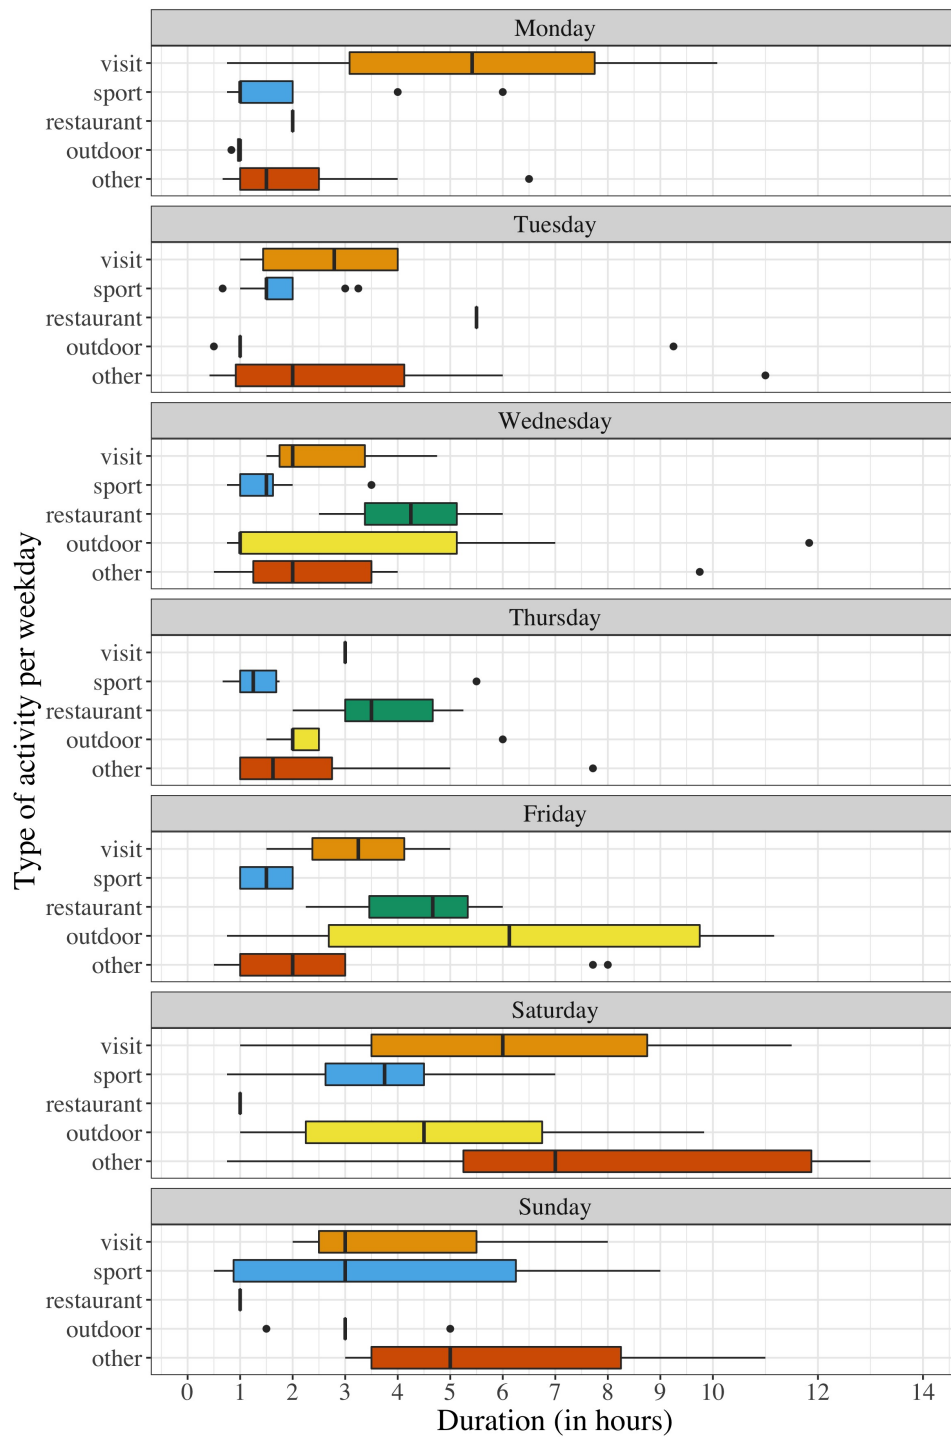 Monday
visit
sport
restaurant
outdoor
other
Tuesday
visit
sport
restaurant
outdoor
other
Wednesday
visit
sport
restaurant
outdoor
other
Thursday
visit
sport
restaurant
outdoor
other
Friday
visit
sport
restaurant
outdoor
other
Saturday
visit
sport
restaurant
outdoor
other
Sunday
visit
sport
restaurant
outdoor
other
0 1 2 3 4 5 6 7 8 9 10 12 14
Duration (in hours)
Type of activity per weekday